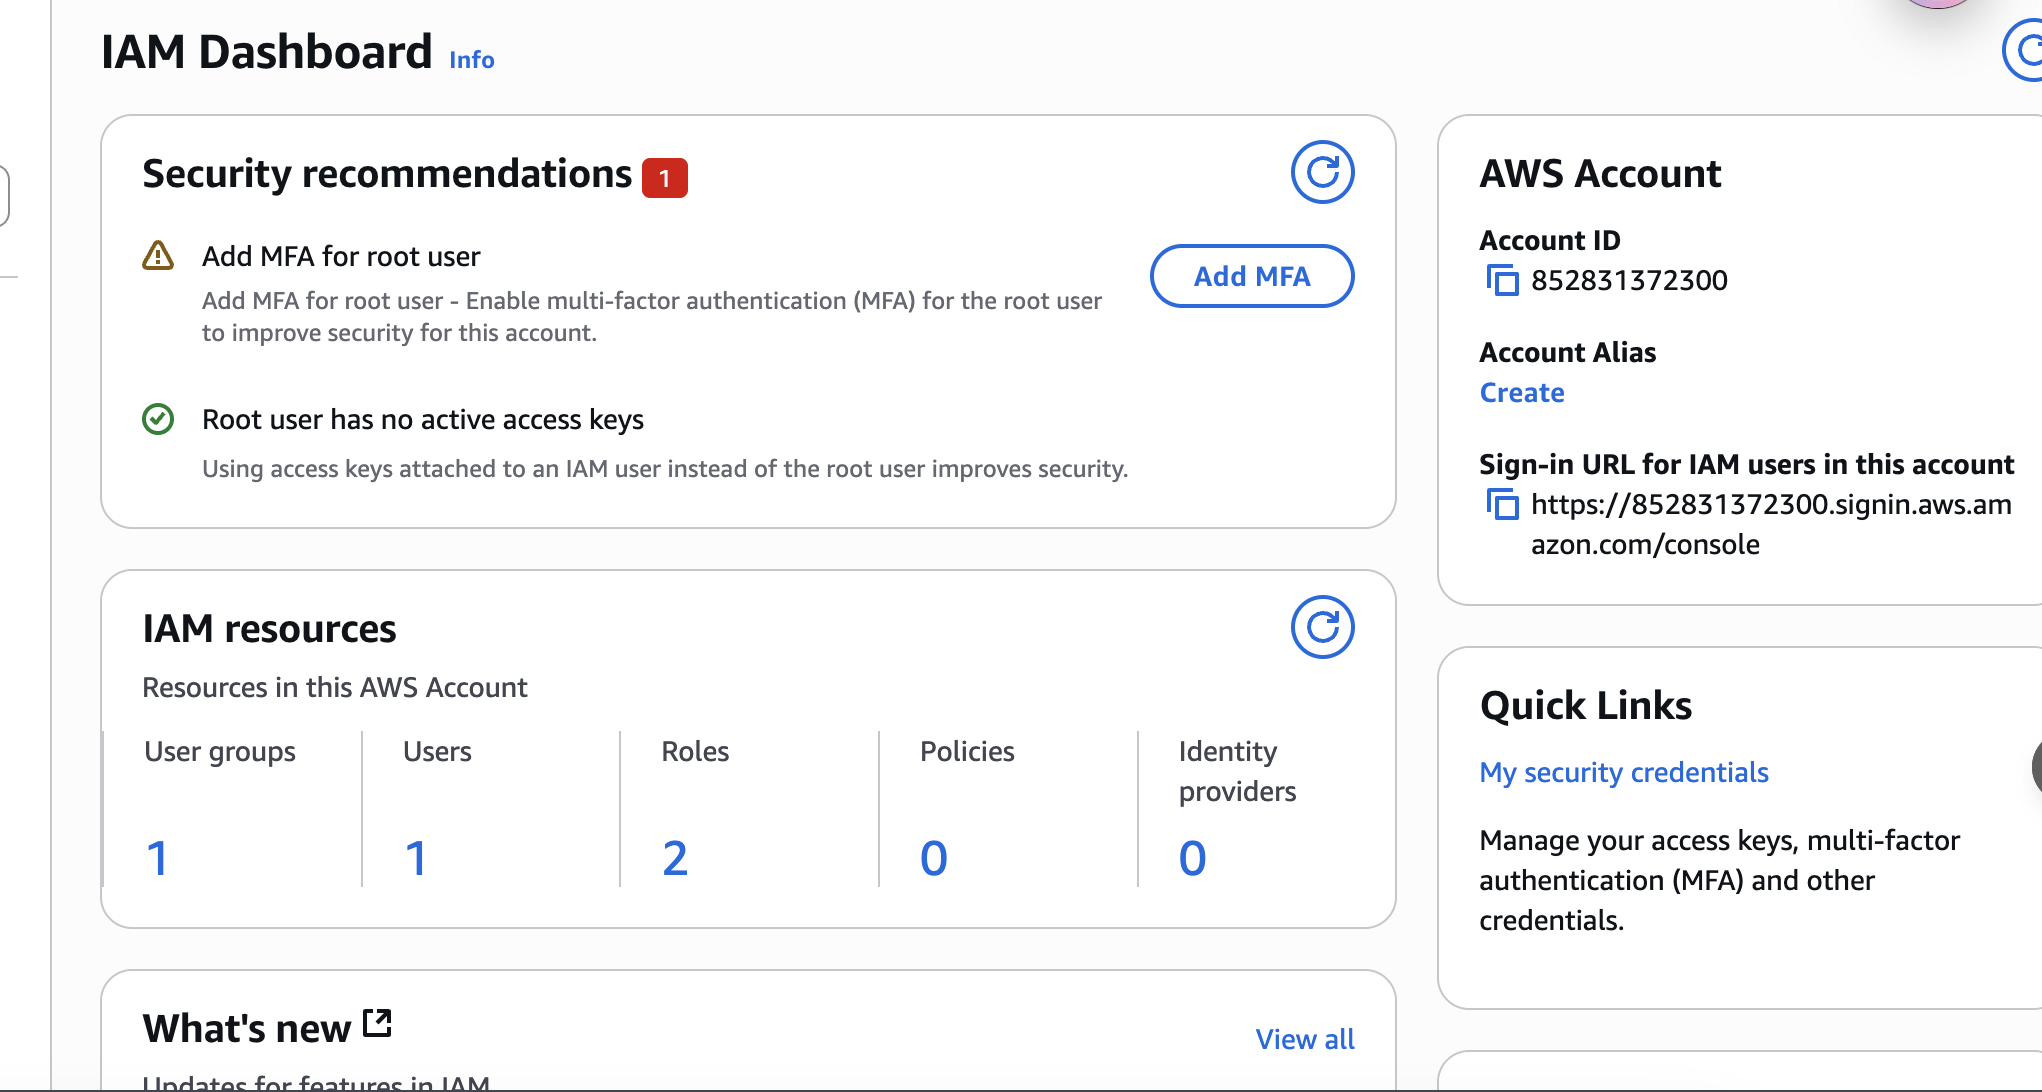 IAM Dashboard Info
Security recommendations 1
Add MFA for root user
Add MFA for root user - Enable multi-factor authentication (MFA) for the root user
to improve security for this account.
Add MFA
Root user has no active access keys
Using access keys attached to an IAM user instead of the root user improves security.
IAM resources
Resources in this AWS Account
User groups
1
Users
1
Roles
2
Policies
0
Identity
providers
0
What's new
View all
Updates for features in IAM
AWS Account
Account ID
852831372300
Account Alias
Create
Sign-in URL for IAM users in this account
https://852831372300.signin.aws.am
azon.com/console
Quick Links
My security credentials
Manage your access keys, multi-factor
authentication (MFA) and other
credentials.